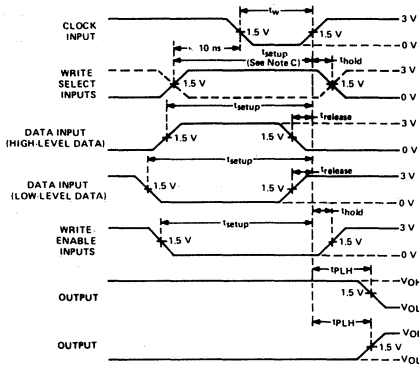 CLOCK INPUT
tw
1.5 V
1.5 V
3 V
0 V
10 ns
tsetup
(See Note C)
thold
WRITE SELECT INPUTS
1.5 V
1.5 V
3 V
0 V
tsetup
trelease
DATA INPUT (HIGH-LEVEL DATA)
1.5 V
1.5 V
3 V
0 V
tsetup
trelease
DATA INPUT (LOW-LEVEL DATA)
1.5 V
1.5 V
3 V
0 V
tsetup
thold
WRITE ENABLE INPUTS
1.5 V
1.5 V
3 V
0 V
tPLH
OUTPUT
1.5 V
VOH
VOL
tPLH
OUTPUT
1.5 V
VOL